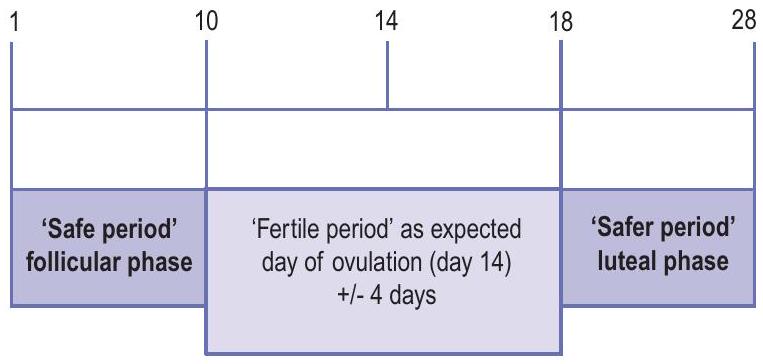 1 10 14 18 28
‘Safe period’
follicular phase
‘Fertile period’ as expected
day of ovulation (day 14)
+/- 4 days
‘Safer period’
luteal phase